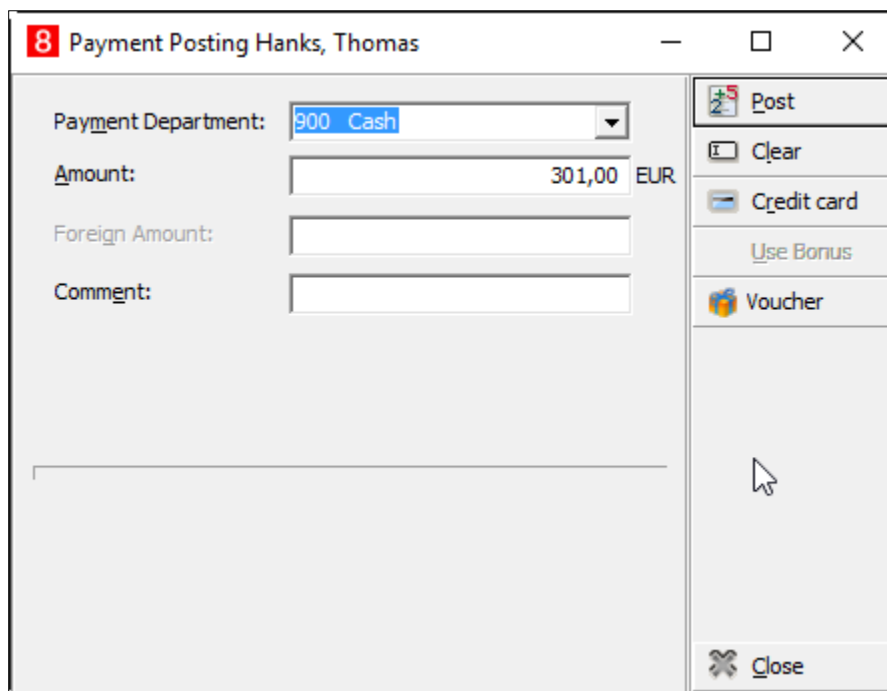 8 Payment Posting Hanks, Thomas
Payment Department: 900 Cash
Amount: 301,00 EUR
Foreign Amount:
Comment:
Post
Clear
Credit card
Use Bonus
Voucher
Close